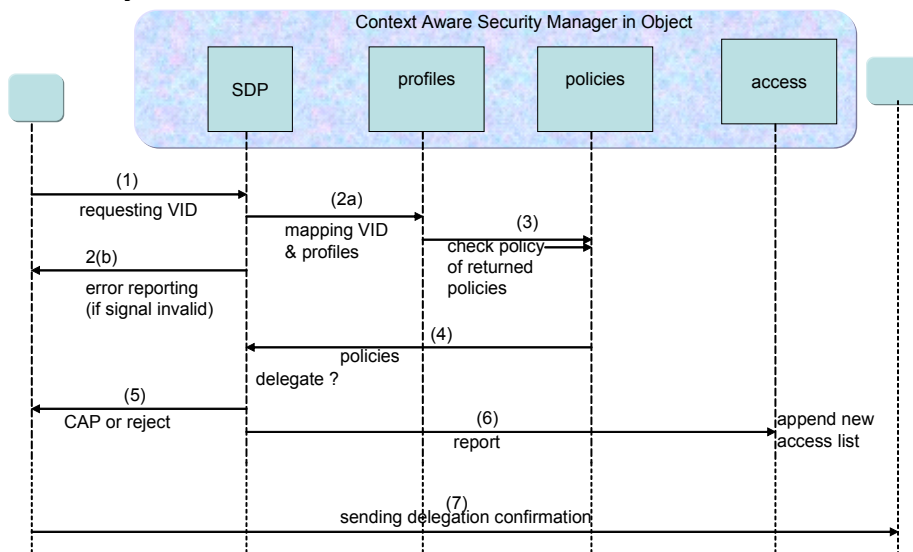 Context Aware Security Manager in Object
SDP
profiles
policies
access
(1)
requesting VID
(2a)
mapping VID
& profiles
(3)
check policy
of returned
policies
2(b)
error reporting
(if signal invalid)
(4)
policies
delegate ?
(5)
CAP or reject
(6)
report
append new
access list
(7)
sending delegation confirmation